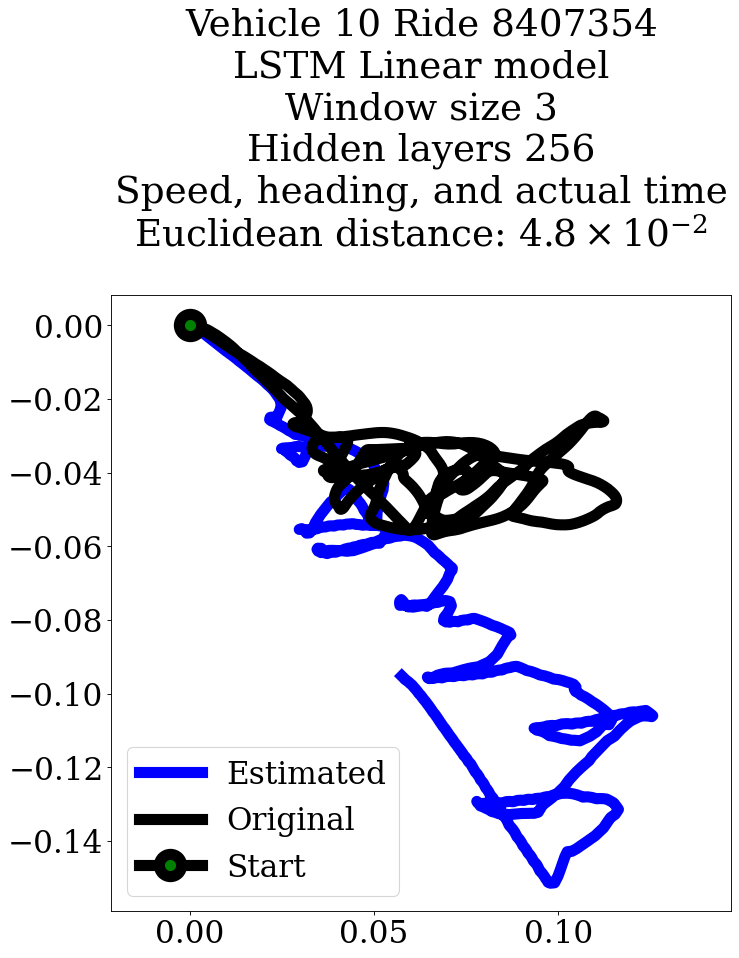 Vehicle 10 Ride 8407354
LSTM Linear model
Window size 3
Hidden layers 256
Speed, heading, and actual time
Euclidean distance: 4.8 × 10⁻²
0.00
−0.02
−0.04
−0.06
−0.08
−0.10
−0.12
−0.14
Estimated
Original
Start
0.00 0.05 0.10